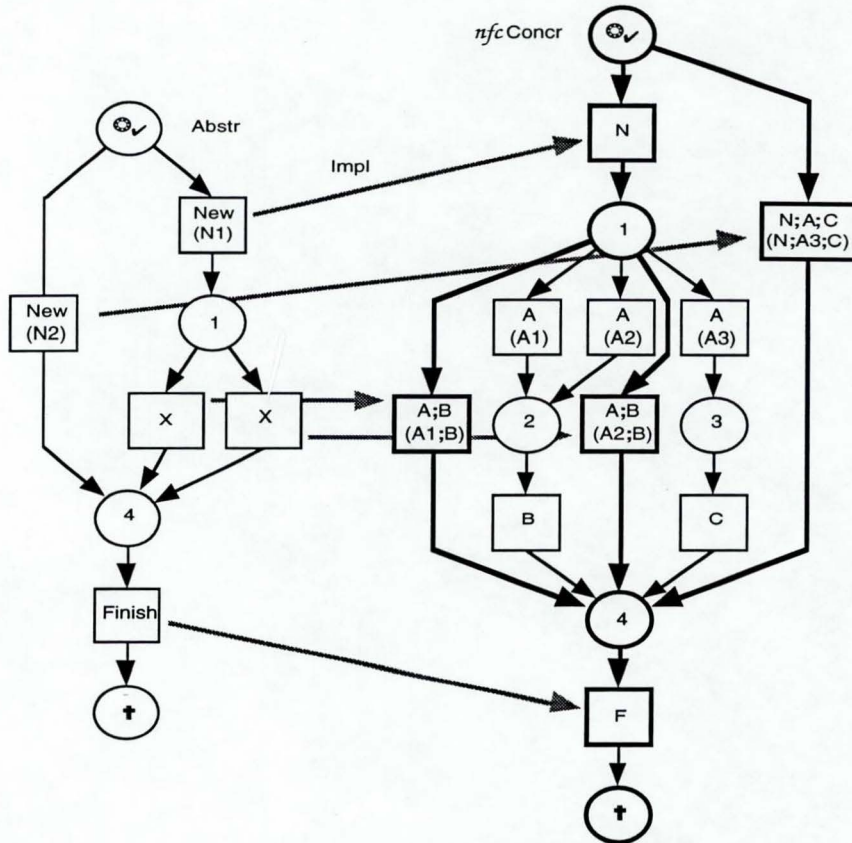 nfc Concr
Abstr
N
Impl
New
(N1)
N;A;C
(N;A3;C)
1
New
(N2)
1
A
(A1)
A
(A2)
A
(A3)
X
X
A;B
(A1;B)
2
A;B
(A2;B)
3
4
B
C
Finish
4
F